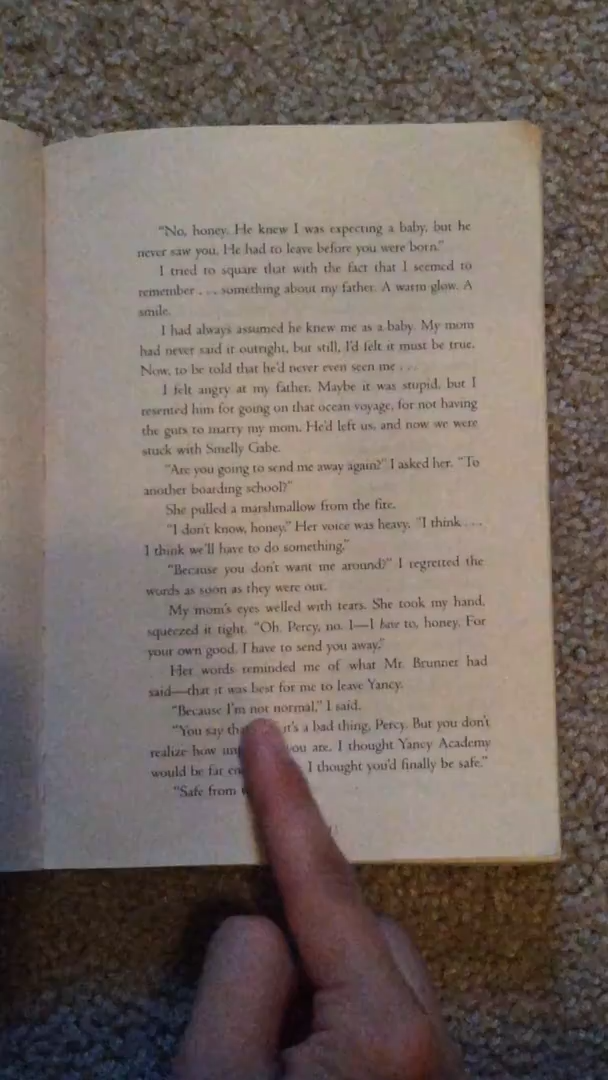 "No, honey. He knew I was expecting a baby, but he
never saw you. He had to leave before you were born."
I tried to square that with the fact that I seemed to
remember . . . something about my father. A warm glow. A
smile.
I had always assumed he knew me as a baby. My mom
had never said it outright, but still, I'd felt it must be true.
Now, to be told that he'd never even seen me . . .
I felt angry at my father. Maybe it was stupid, but I
resented him for going on that ocean voyage, for not having
the guts to marry my mom. He'd left us, and now we were
stuck with Smelly Gabe.
"Are you going to send me away again?" I asked her. "To
another boarding school?"
She pulled a marshmallow from the fire.
"I don't know, honey." Her voice was heavy. "I think . . .
I think we'll have to do something."
"Because you don't want me around?" I regretted the
words as soon as they were out.
My mom's eyes welled with tears. She took my hand,
squeezed it tight. "Oh, Percy, no. I—I have to, honey. For
your own good. I have to send you away."
Her words reminded me of what Mr. Brunner had
said—that it was best for me to leave Yancy.
"Because I'm not normal," I said.
"You say it's a bad thing, Percy. But you don't
realize how you are. I thought Yancy Academy
would be far I thought you'd finally be safe."
"Safe from